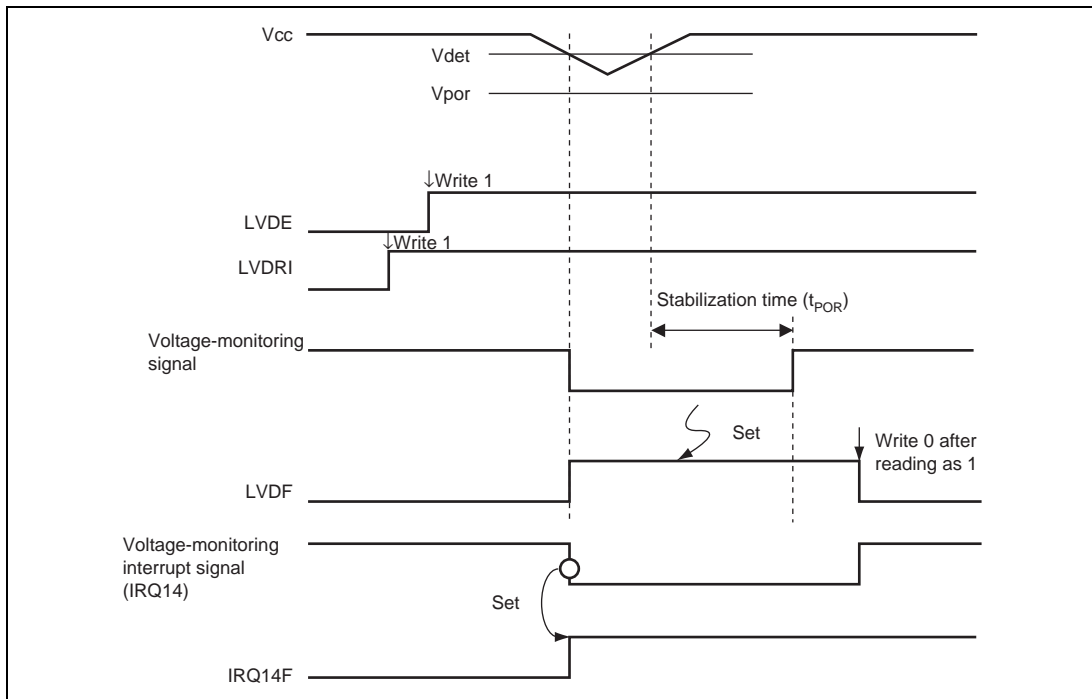 Vcc
Vdet
Vpor
↓Write 1
LVDE
↓Write 1
LVDRI
Stabilization time (tPOR)
Voltage-monitoring
signal
Set
Write 0 after
reading as 1
LVDF
Voltage-monitoring
interrupt signal
(IRQ14)
Set
IRQ14F